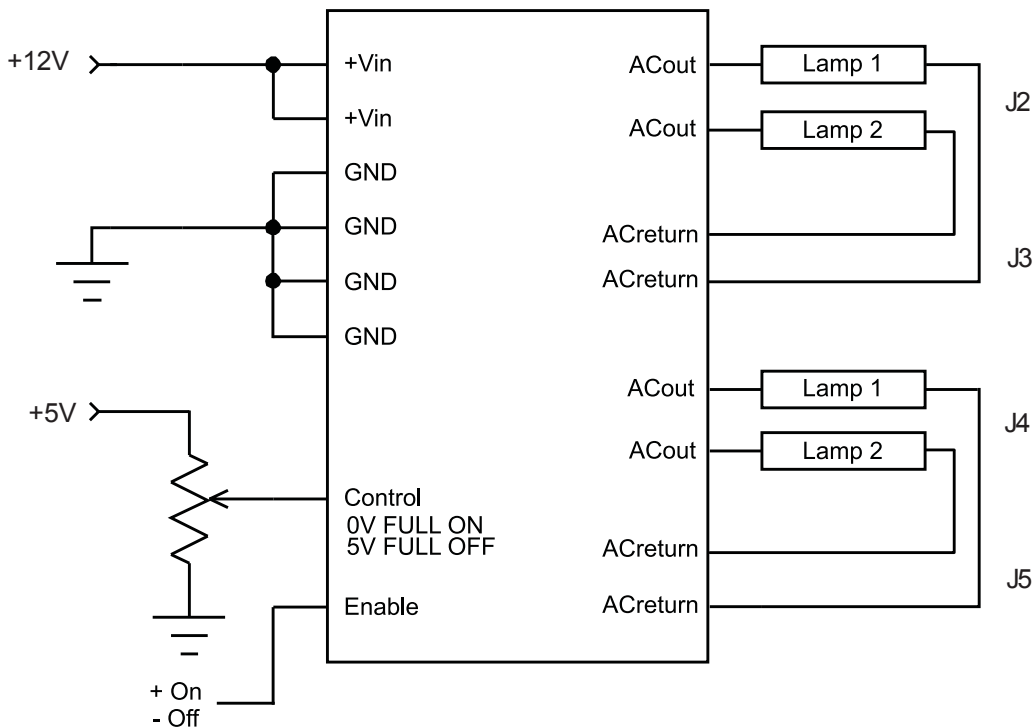 +12V
+Vin
+Vin
GND
GND
GND
GND
+5V
Control
0V FULL ON
5V FULL OFF
Enable
+ On
- Off
ACout
Lamp 1
J2
ACout
Lamp 2
ACreturn
J3
ACreturn
ACout
Lamp 1
J4
ACout
Lamp 2
ACreturn
J5
ACreturn